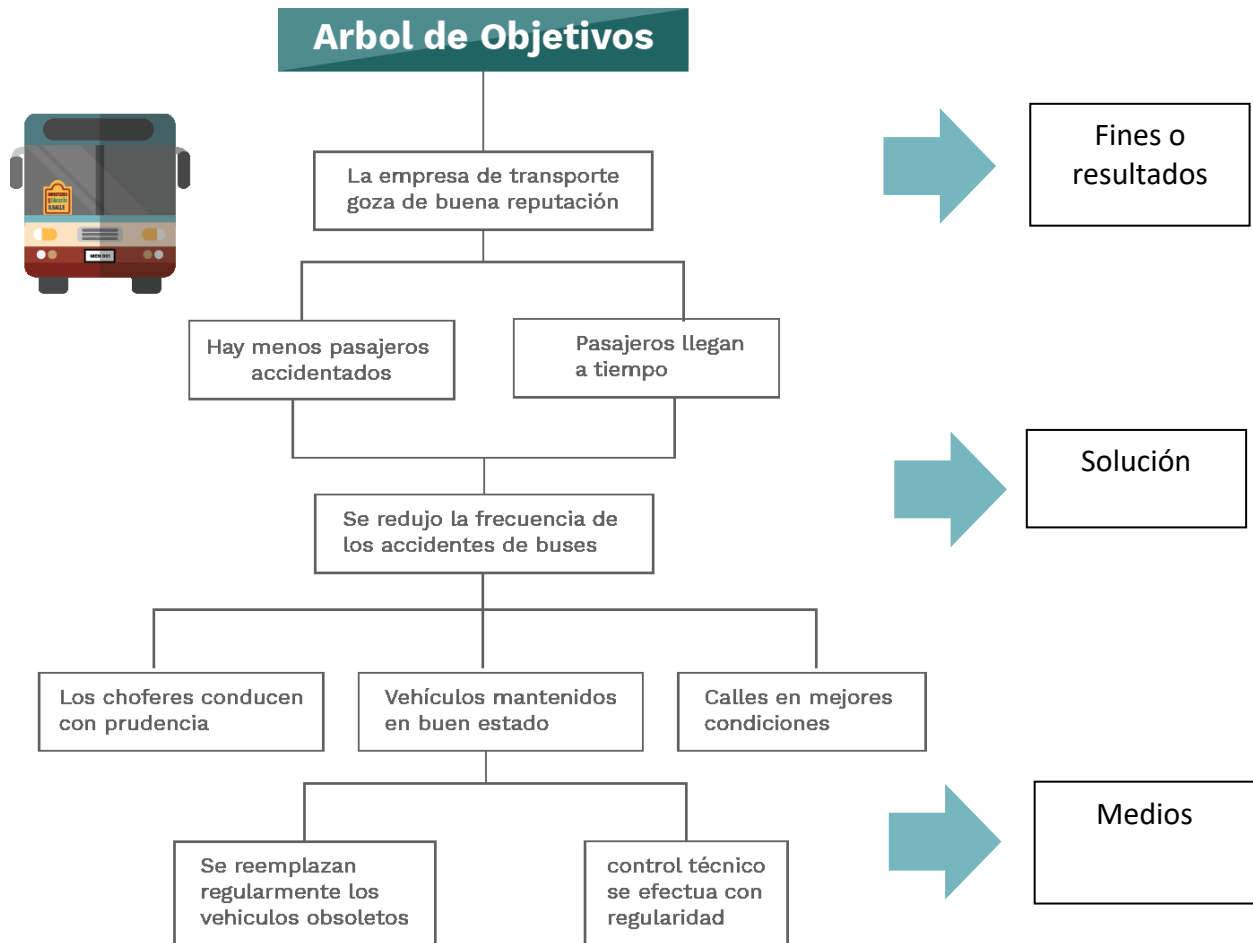 Arbol de Objetivos
Fines o
resultados
La empresa de transporte
goza de buena reputación
Hay menos pasajeros
accidentados
Pasajeros llegan
a tiempo
Solución
Se redujo la frecuencia de
los accidentes de buses
Los choferes conducen
con prudencia
Vehículos mantenidos
en buen estado
Calles en mejores
condiciones
Medios
Se reemplazan
regularmente los
vehiculos obsoletos
control técnico
se efectua con
regularidad